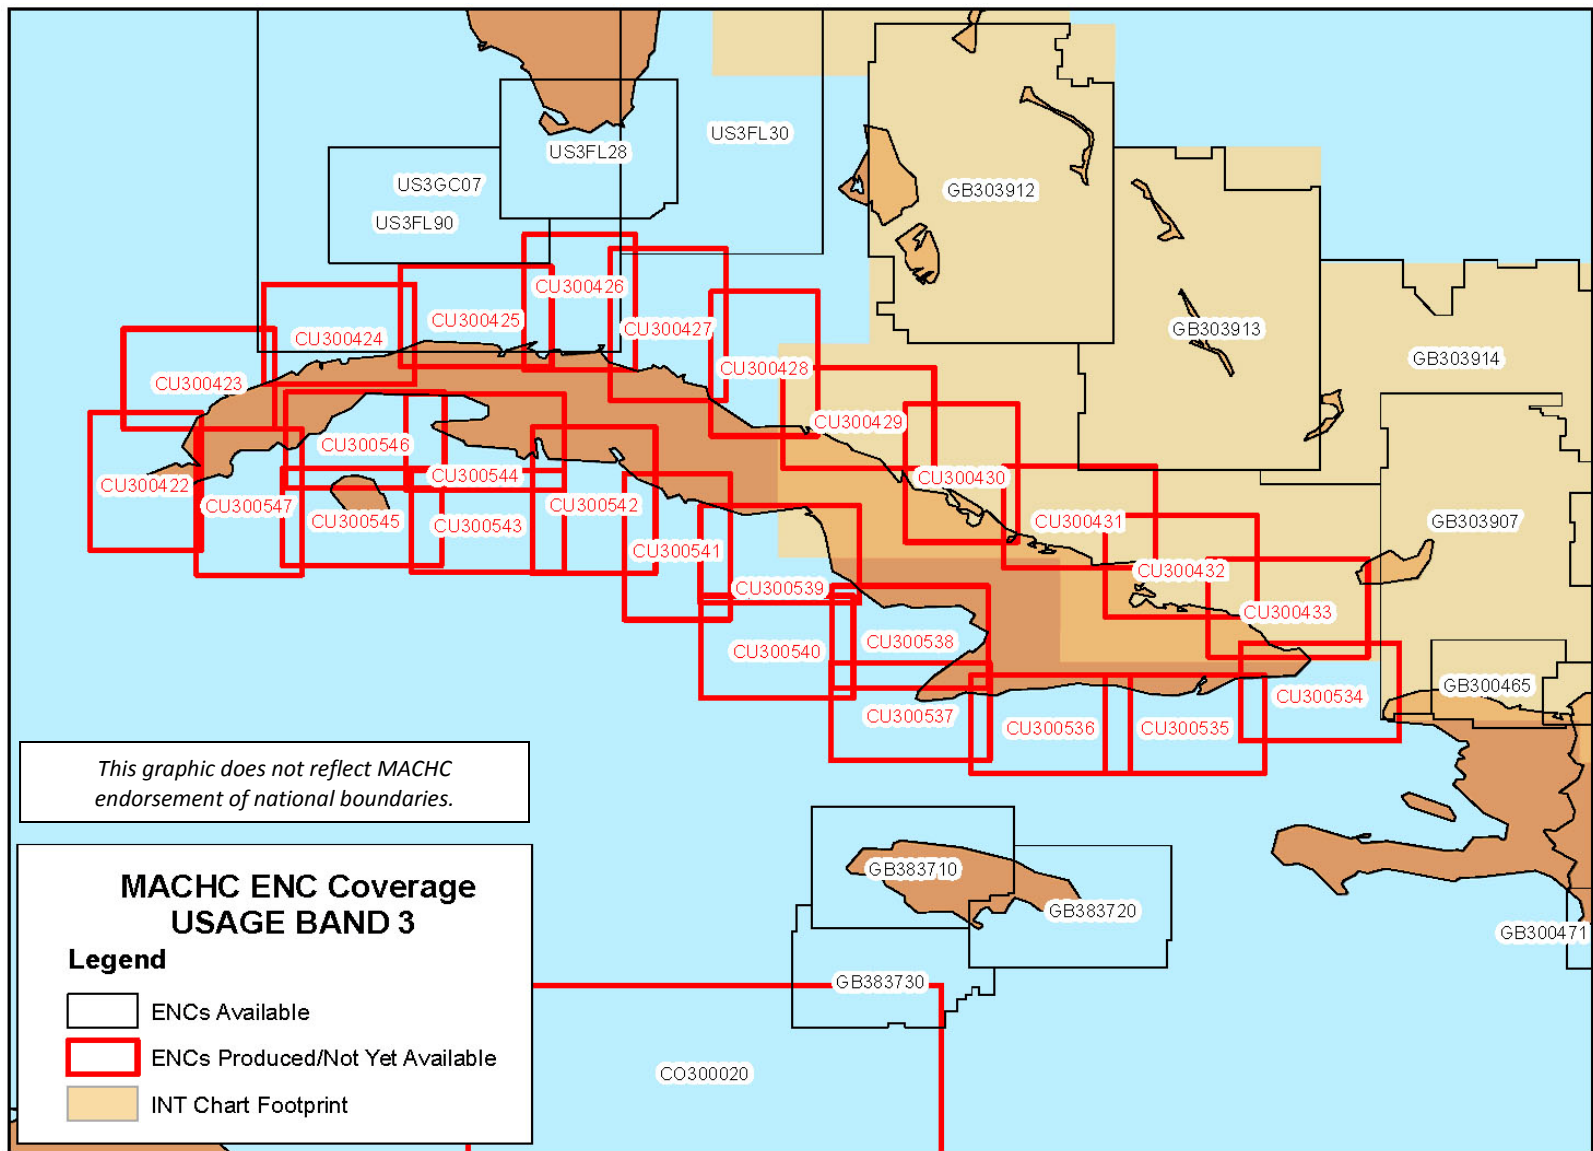 US3FL30
US3FL28
US3GC07
US3FL90
GB303912
GB303913
GB303914
GB303907
GB300465
CU300426
CU300425
CU300427
CU300424
CU300428
CU300423
CU300429
CU300546
CU300430
CU300544
CU300422
CU300547
CU300545
CU300543
CU300542
CU300431
CU300541
CU300432
CU300539
CU300433
CU300538
CU300540
CU300534
CU300537
CU300536
CU300535
This graphic does not reflect MACHC
endorsement of national boundaries.
GB383710
GB383720
GB300471
GB383730
CO300020
MACHC ENC Coverage
USAGE BAND 3
Legend
ENCs Available
ENCs Produced/Not Yet Available
INT Chart Footprint